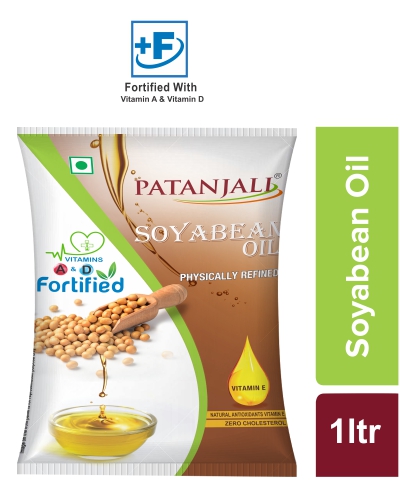 +F
Fortified With
Vitamin A & Vitamin D
PATANJALI®
SOYABEAN
OIL
PHYSICALLY REFINED
VITAMINS
A & D
Fortified
VITAMIN E
NATURAL ANTIOXIDANTS VITAMIN E
ZERO CHOLESTEROL
Soyabean Oil
1ltr